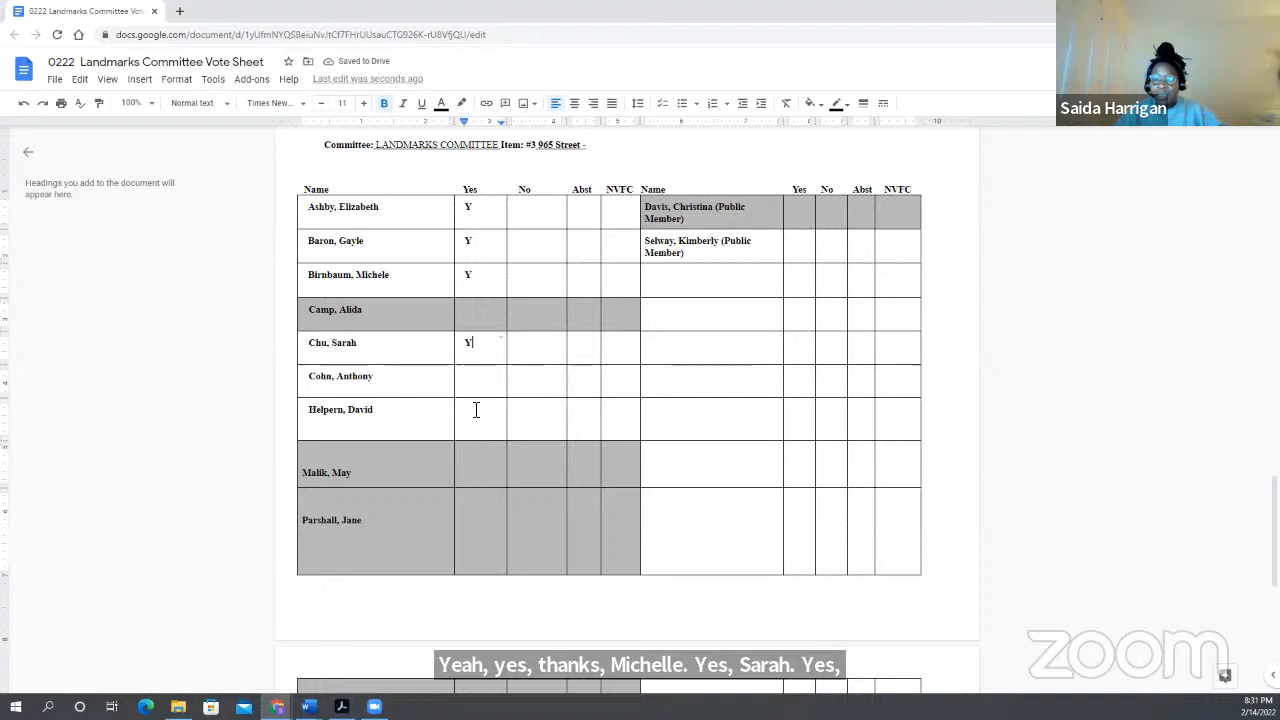 0222 Landmarks Committee Vote
docs.google.com/document/d/1yUfmNYQSBeiuNvJtCf7FHrUUsauCTG926K-rU8VfjQU/edit
0222 Landmarks Committee Vote Sheet
Saved to Drive
File Edit View Insert Format Tools Add-ons Help Last edit was seconds ago
100% Normal text Times New... 11
Saida Harrigan
Headings you add to the document will
appear here.
Committee: LANDMARKS COMMITTEE Item: #3 965 Street -
Name Yes No Abst NVFC Name Yes No Abst NVFC
Ashby, Elizabeth Y Davis, Christina (Public
Member)
Baron, Gayle Y Selway, Kimberly (Public
Member)
Birnbaum, Michele Y
Camp, Alida
Chu, Sarah Y
Cohn, Anthony
Helpern, David
Malik, May
Parshall, Jane
Yeah, yes, thanks, Michelle. Yes, Sarah. Yes,
zoom
8:31 PM
2/14/2022